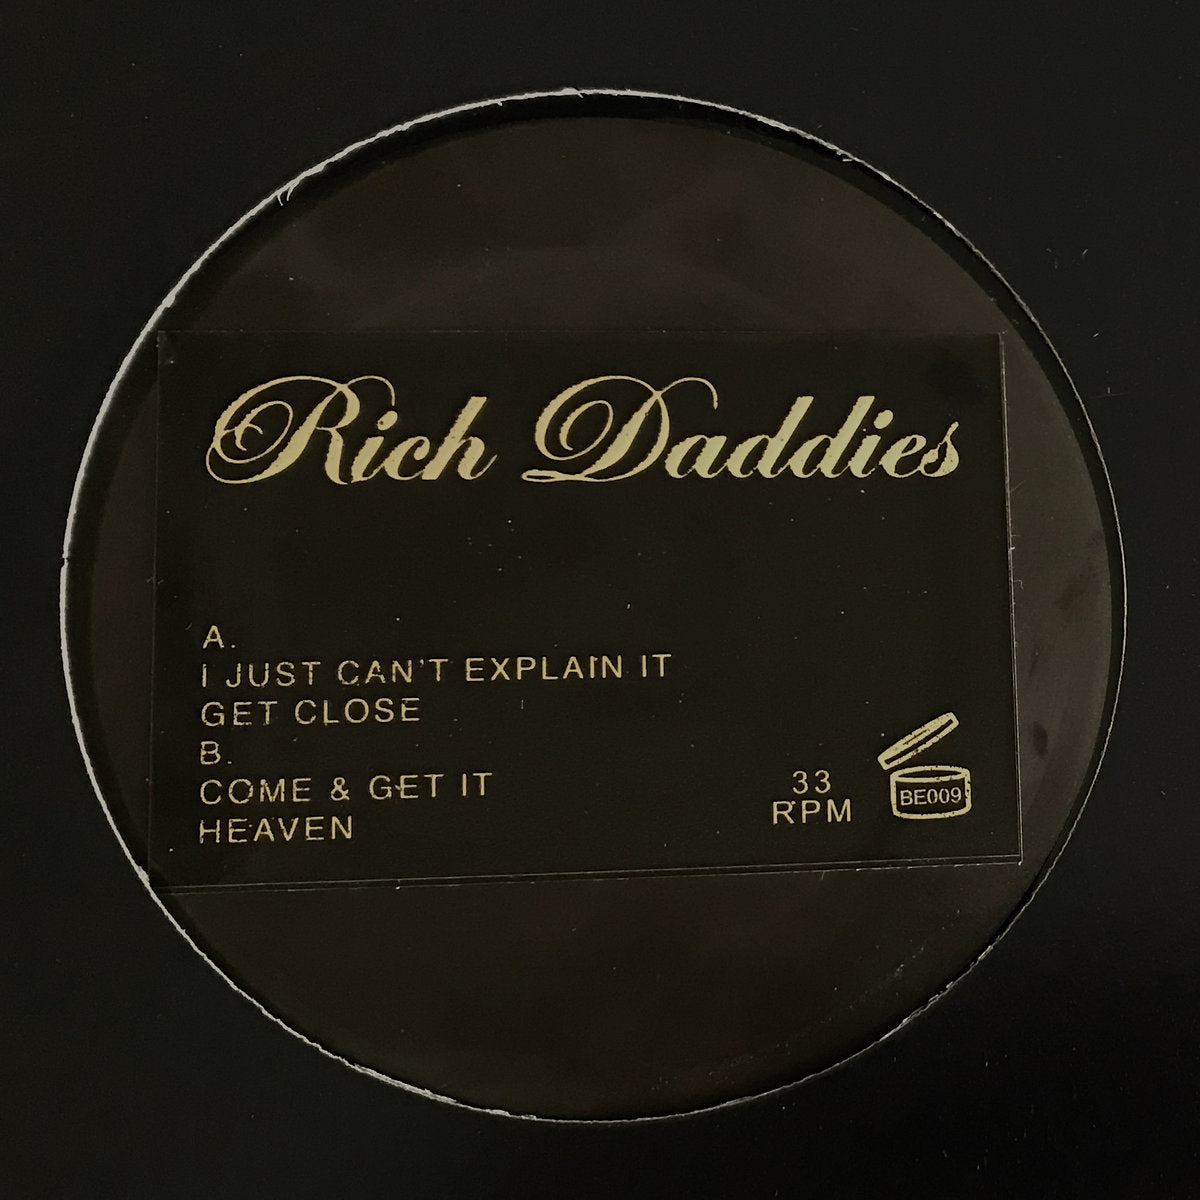 Rich Daddies
A.
I JUST CAN'T EXPLAIN IT
GET CLOSE
B.
COME & GET IT
HEAVEN
33
RPM
BE009